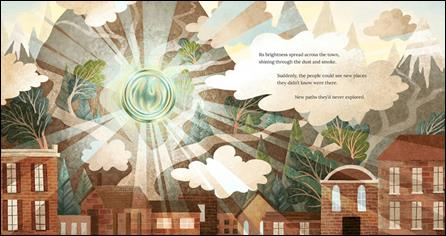 Its brightness spread across the town,
shining through the dust and smoke.
Suddenly, the people could see new places
they didn't know were there.
New paths they'd never explored.